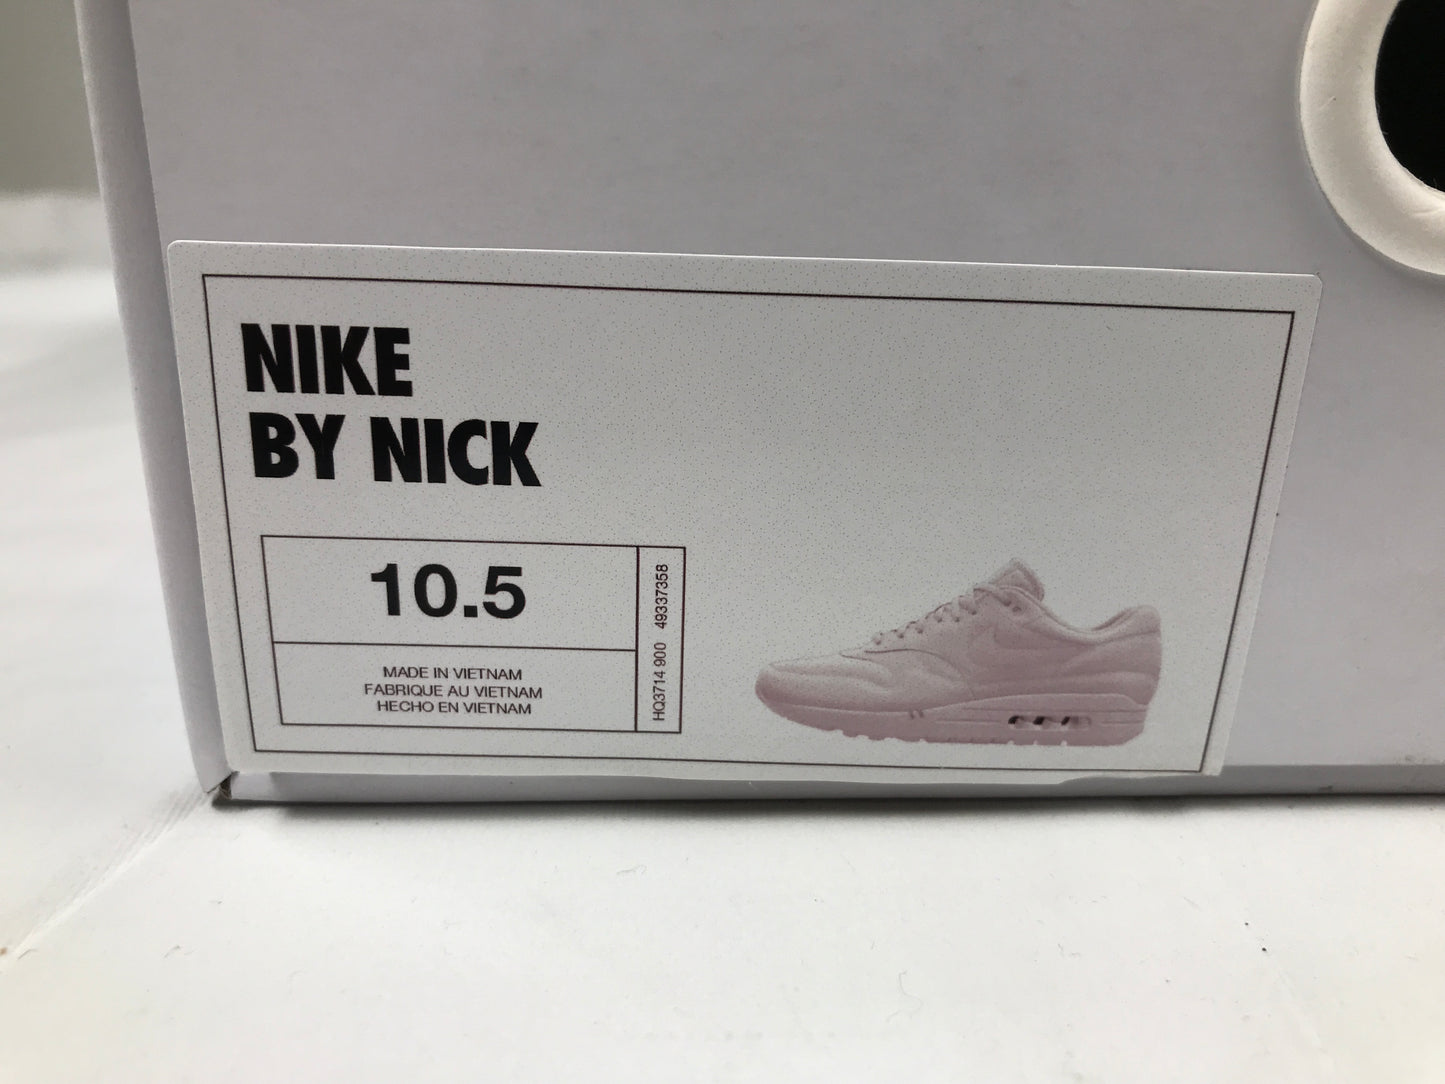 NIKE
BY NICK
10.5
MADE IN VIETNAM
FABRIQUE AU VIETNAM
HECHO EN VIETNAM
HQ3714 900 49337358